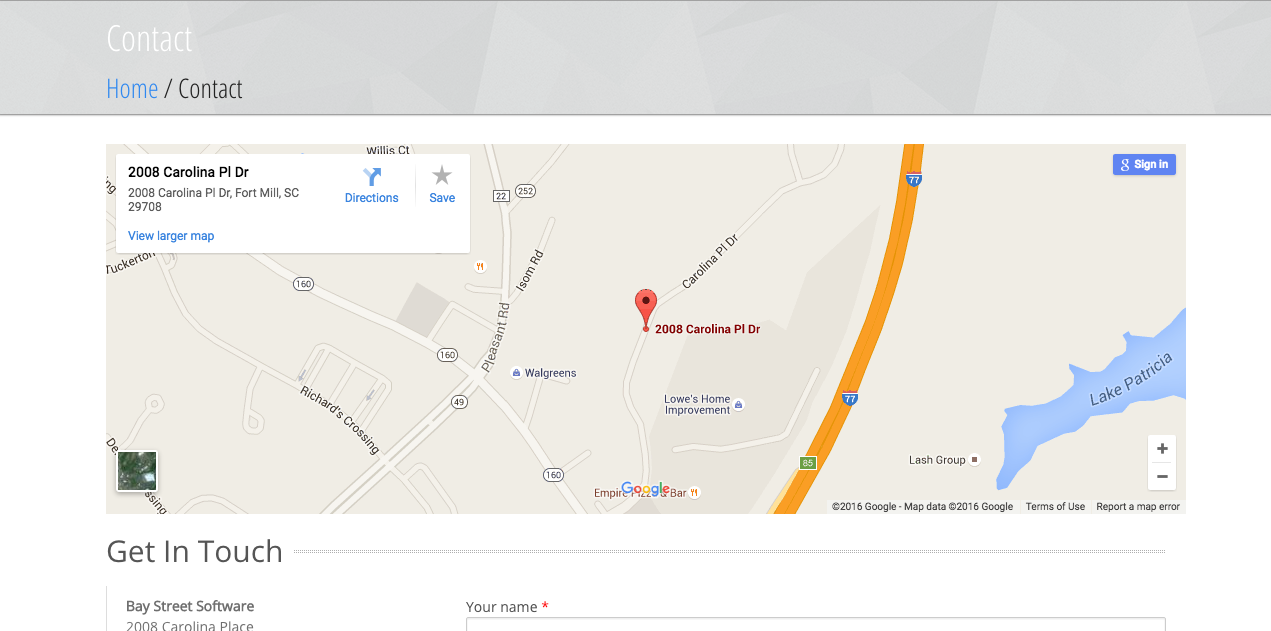 Contact
Home / Contact
Willis Ct
2008 Carolina Pl Dr
2008 Carolina Pl Dr, Fort Mill, SC
29708
View larger map
Directions
Save
Sign in
77
22
252
Tuckerton
160
Isom Rd
Carolina Pl Dr
Pleasant Rd
2008 Carolina Pl Dr
160
Walgreens
Lake Patricia
Richard's Crossing
49
Lowe's Home
Improvement
77
85
Lash Group
160
Empire Pizza & Bar
Google
©2016 Google - Map data ©2016 Google
Terms of Use
Report a map error
Get In Touch
Bay Street Software
2008 Carolina Place
Your name *